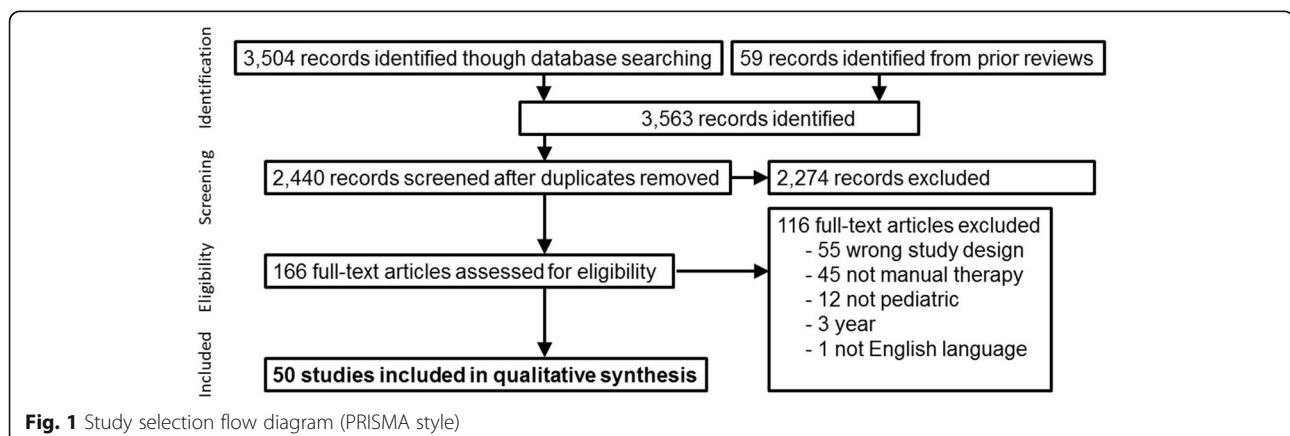 Identification
3,504 records identified though database searching
59 records identified from prior reviews
3,563 records identified
Screening
2,440 records screened after duplicates removed
2,274 records excluded
Eligibility
166 full-text articles assessed for eligibility
116 full-text articles excluded
- 55 wrong study design
- 45 not manual therapy
- 12 not pediatric
- 3 year
- 1 not English language
Included
50 studies included in qualitative synthesis
Fig. 1 Study selection flow diagram (PRISMA style)